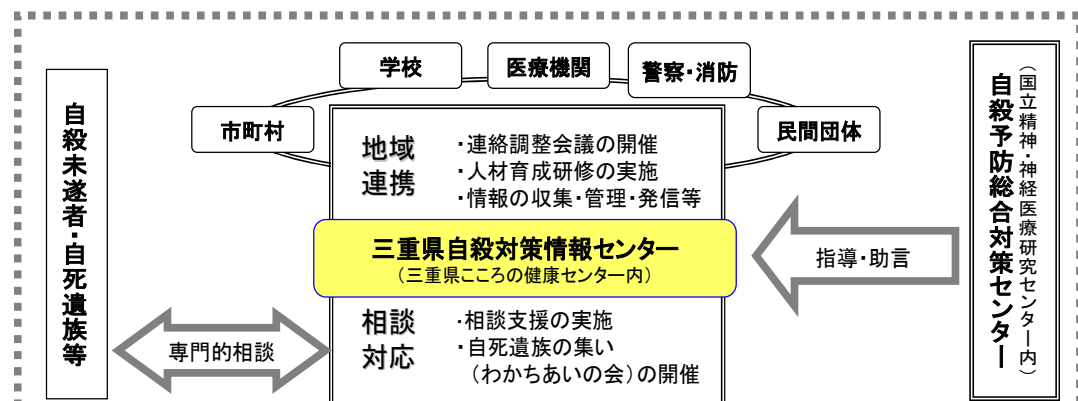 学校
医療機関
警察・消防
市町村
民間団体
自殺未遂者・自死遺族等
地域
連携
・連絡調整会議の開催
・人材育成研修の実施
・情報の収集・管理・発信等
三重県自殺対策情報センター
（三重県こころの健康センター内）
相談
対応
・相談支援の実施
・自死遺族の集い
（わかちあいの会）の開催
専門的相談
指導・助言
（国立精神・神経医療研究センター内）
自殺予防総合対策センター